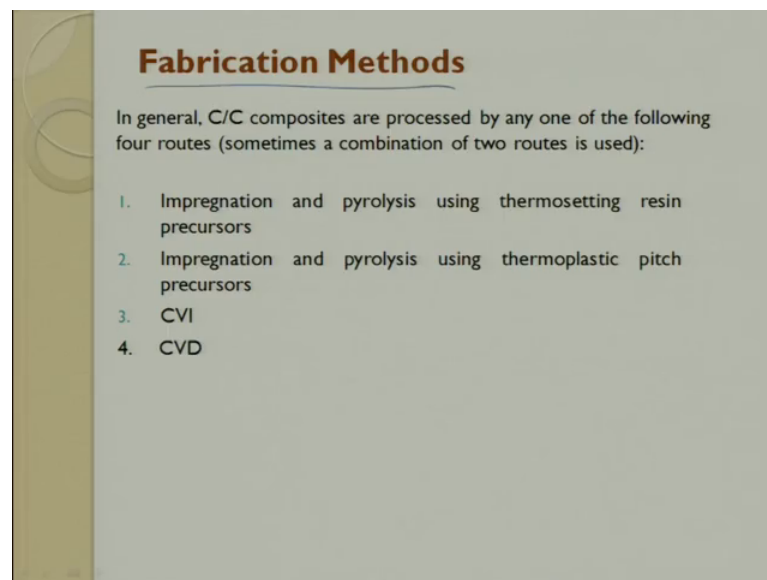 Fabrication Methods
In general, C/C composites are processed by any one of the following
four routes (sometimes a combination of two routes is used):
1. Impregnation and pyrolysis using thermosetting resin
precursors
2. Impregnation and pyrolysis using thermoplastic pitch
precursors
3. CVI
4. CVD